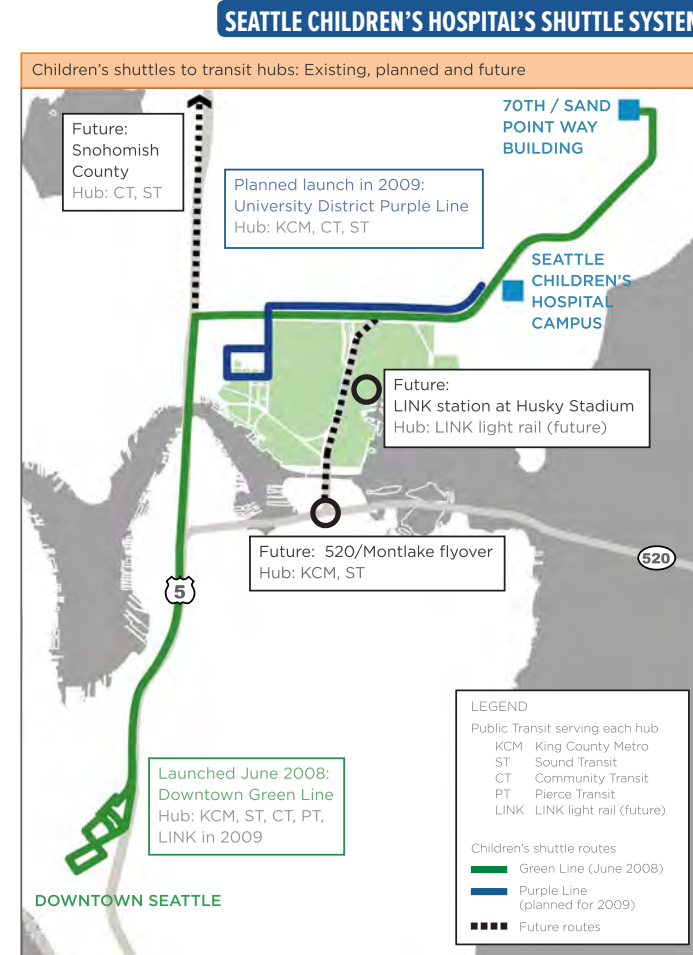 SEATTLE CHILDREN'S HOSPITAL'S SHUTTLE SYSTEM
Children's shuttles to transit hubs: Existing, planned and future
70TH / SAND
POINT WAY
BUILDING
Future:
Snohomish
County
Hub: CT, ST
Planned launch in 2009:
University District Purple Line
Hub: KCM, CT, ST
SEATTLE
CHILDREN'S
HOSPITAL
CAMPUS
Future:
LINK station at Husky Stadium
Hub: LINK light rail (future)
Future: 520/Montlake flyover
Hub: KCM, ST
520
5
LEGEND
Public Transit serving each hub
KCM King County Metro
ST Sound Transit
CT Community Transit
PT Pierce Transit
LINK LINK light rail (future)
Children's shuttle routes
Green Line (June 2008)
Purple Line
(planned for 2009)
Future routes
Launched June 2008:
Downtown Green Line
Hub: KCM, ST, CT, PT,
LINK in 2009
DOWNTOWN SEATTLE